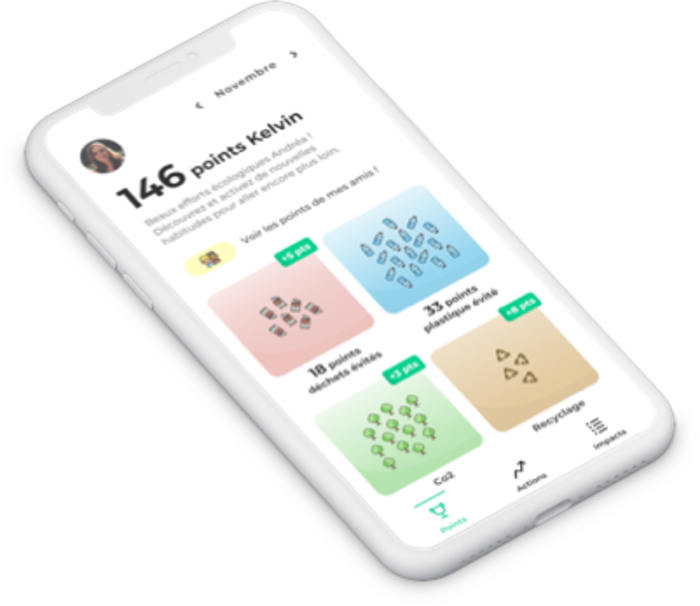 Novembre
146 points Kelvin
Beaux efforts écologiques Andréa !
Découvrez et activez de nouvelles
habitudes pour aller encore plus loin.
Voir les points de mes amis !
+5 pts
18 points
déchets évités
33 points
plastique évité
+3 pts
Co2
+8 pts
Recyclage
Points
Actions
Impacts